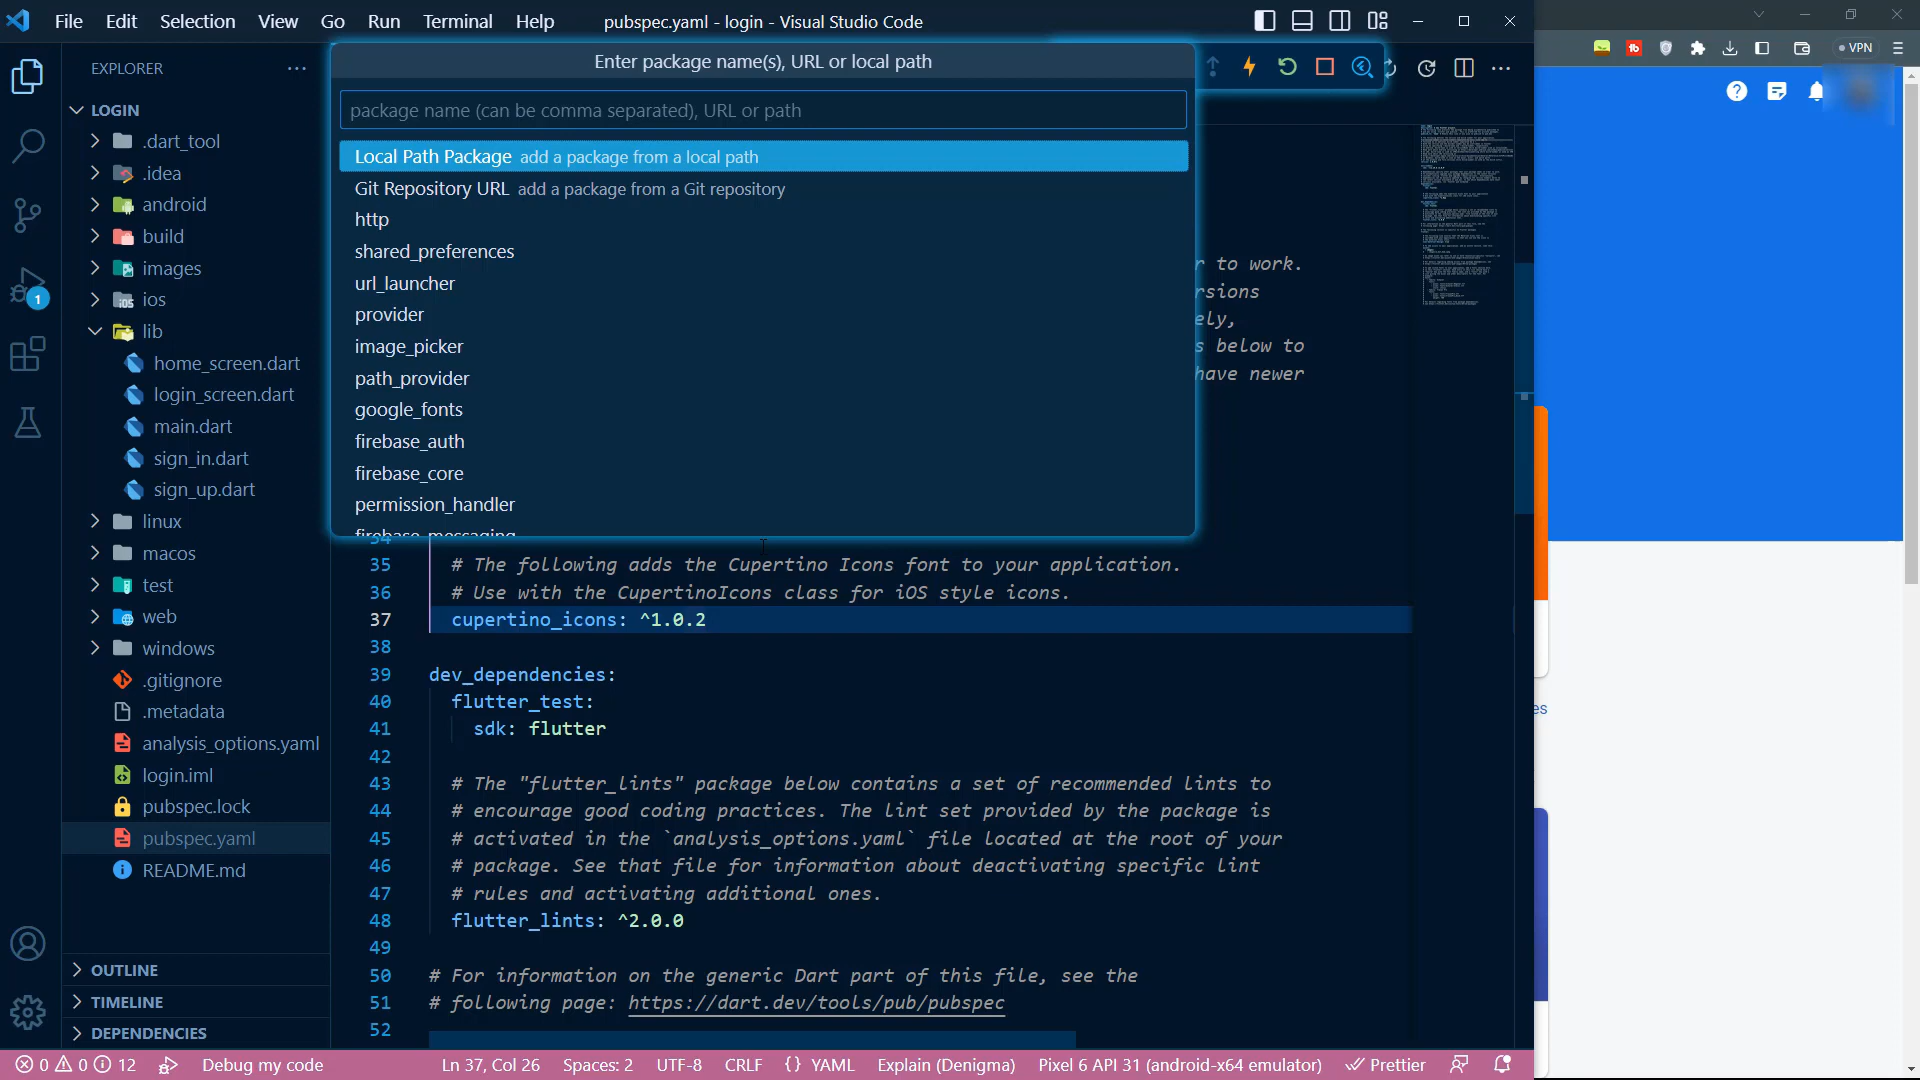 File Edit Selection View Go Run Terminal Help pubspec.yaml - login - Visual Studio Code
VPN
EXPLORER
LOGIN
.dart_tool
.idea
android
build
images
ios
lib
home_screen.dart
login_screen.dart
main.dart
sign_in.dart
sign_up.dart
linux
macos
test
web
windows
.gitignore
.metadata
analysis_options.yaml
login.iml
pubspec.lock
pubspec.yaml
README.md
OUTLINE
TIMELINE
DEPENDENCIES
1
Enter package name(s), URL or local path
package name (can be comma separated), URL or path
Local Path Package add a package from a local path
Git Repository URL add a package from a Git repository
http
shared_preferences
url_launcher
provider
image_picker
path_provider
google_fonts
firebase_auth
firebase_core
permission_handler
firebase_messaging
r to work.
rsions
ely,
s below to
have newer
34
35 # The following adds the Cupertino Icons font to your application.
36 # Use with the CupertinoIcons class for iOS style icons.
37 cupertino_icons: ^1.0.2
38
39 dev_dependencies:
40 flutter_test:
41 sdk: flutter
42
43 # The "flutter_lints" package below contains a set of recommended lints to
44 # encourage good coding practices. The lint set provided by the package is
45 # activated in the `analysis_options.yaml` file located at the root of your
46 # package. See that file for information about deactivating specific lint
47 # rules and activating additional ones.
48 flutter_lints: ^2.0.0
49
50 # For information on the generic Dart part of this file, see the
51 # following page: https://dart.dev/tools/pub/pubspec
52
es
0 0 12 Debug my code Ln 37, Col 26 Spaces: 2 UTF-8 CRLF {} YAML Explain (Denigma) Pixel 6 API 31 (android-x64 emulator) Prettier